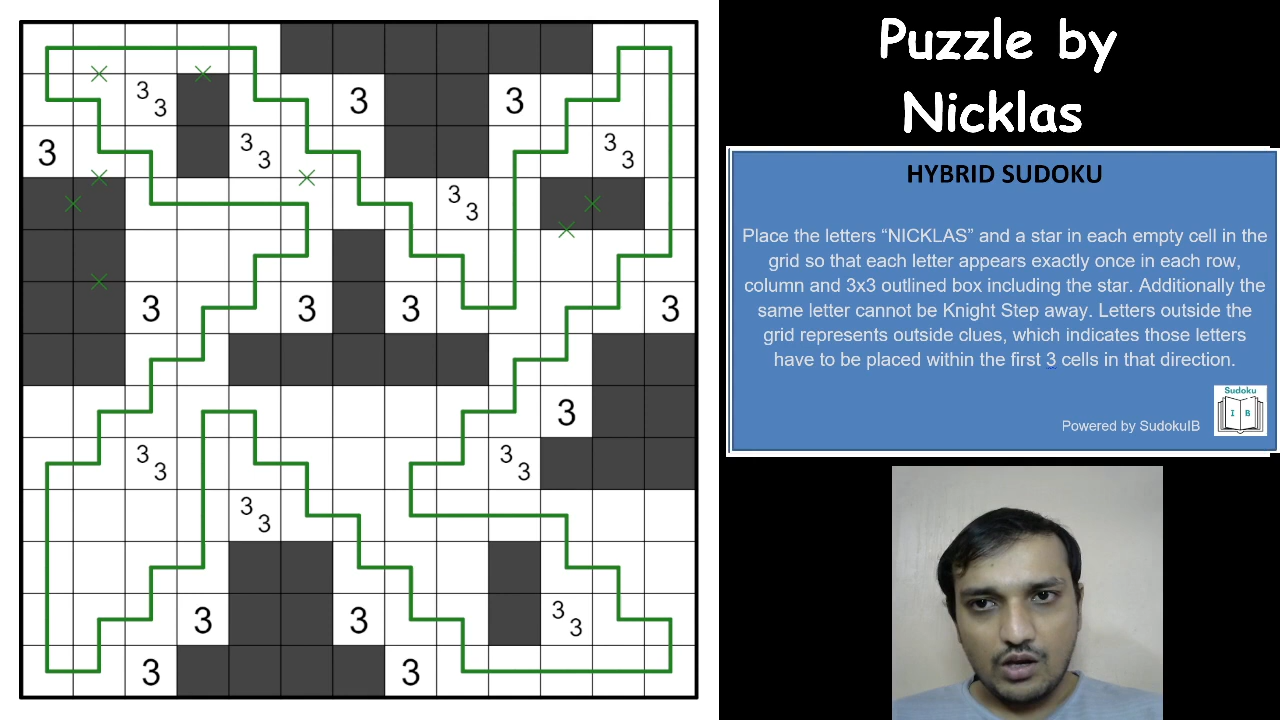 Puzzle by
Nicklas
HYBRID SUDOKU
Place the letters “NICKLAS” and a star in each empty cell in the
grid so that each letter appears exactly once in each row,
column and 3x3 outlined box including the star. Additionally the
same letter cannot be Knight Step away. Letters outside the
grid represents outside clues, which indicates those letters
have to be placed within the first 3 cells in that direction.
Sudoku
I B
Powered by SudokuIB
3 3 3 3
3 3 3 3 3
3
3 3
3 3 3 3
3
3 3 3 3
3 3
3 3 3 3
3 3